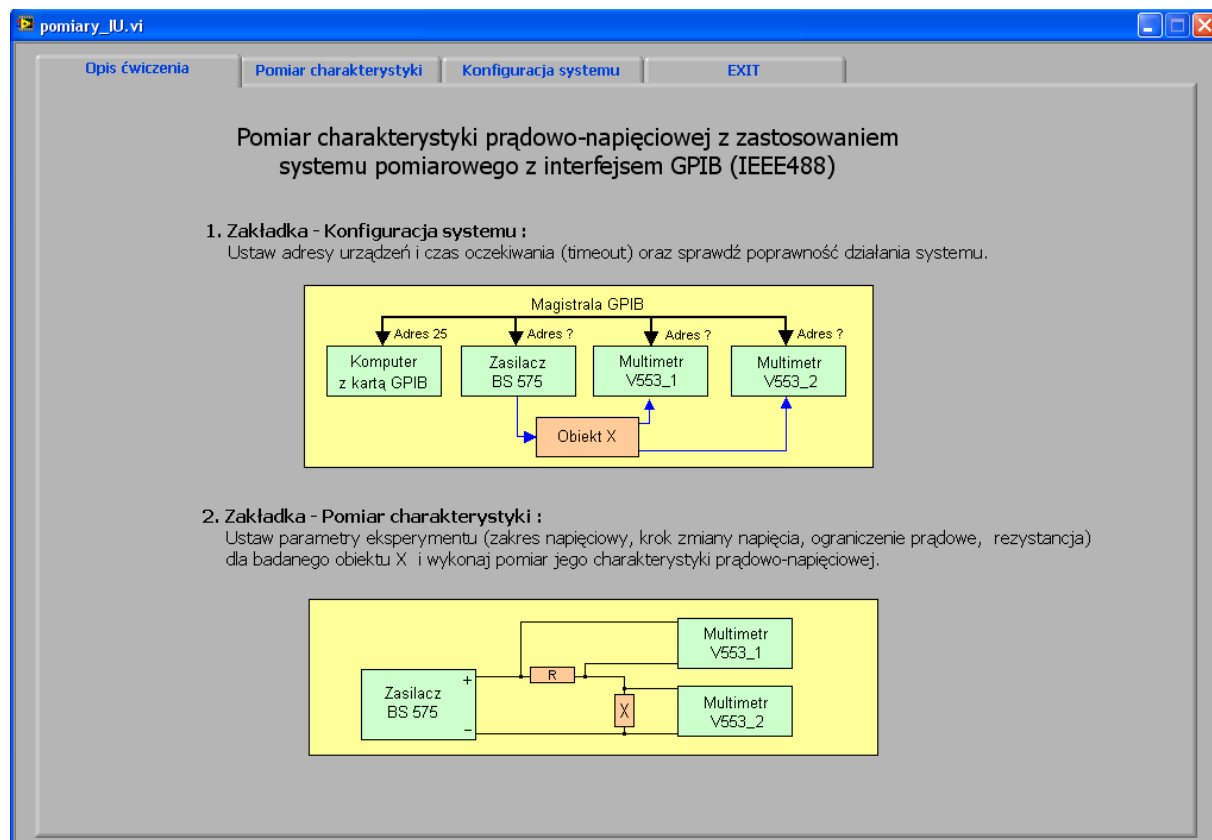 pomiary_IU.vi
Opis ćwiczenia
Pomiar charakterystyki
Konfiguracja systemu
EXIT
Pomiar charakterystyki prądowo-napięciowej z zastosowaniem
systemu pomiarowego z interfejsem GPIB (IEEE488)
1. Zakładka - Konfiguracja systemu :
Ustaw adresy urządzeń i czas oczekiwania (timeout) oraz sprawdź poprawność działania systemu.
Magistrala GPIB
Adres 25
Adres ?
Adres ?
Adres ?
Komputer
z kartą GPIB
Zasilacz
BS 575
Multimetr
V553_1
Multimetr
V553_2
Obiekt X
2. Zakładka - Pomiar charakterystyki :
Ustaw parametry eksperymentu (zakres napięciowy, krok zmiany napięcia, ograniczenie prądowe, rezystancja)
dla badanego obiektu X i wykonaj pomiar jego charakterystyki prądowo-napięciowej.
Multimetr
V553_1
R
+
Zasilacz
BS 575
–
X
Multimetr
V553_2